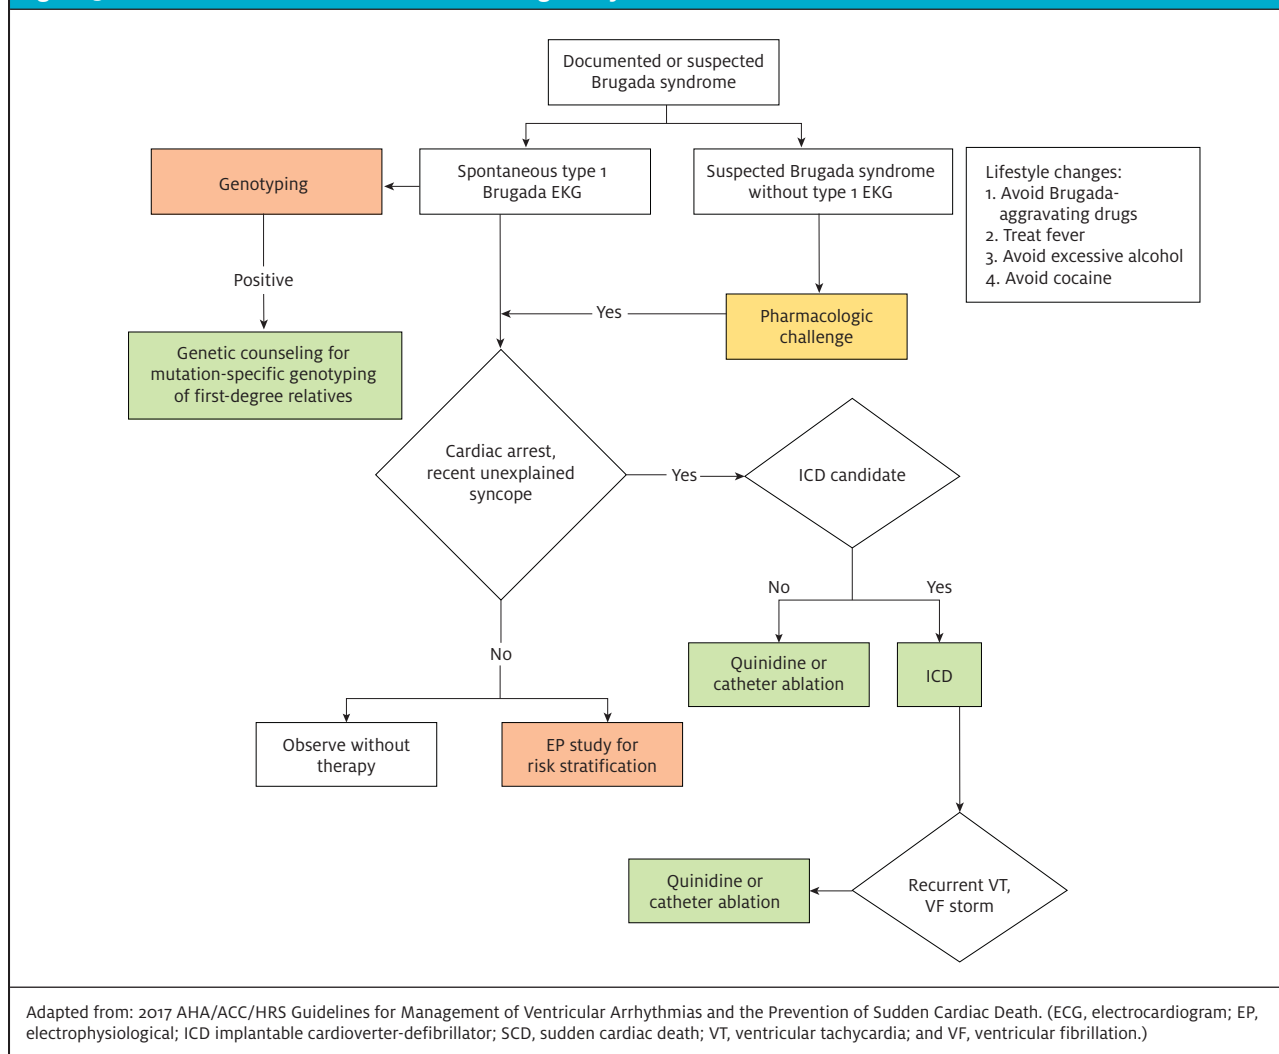 Documented or suspected
Brugada syndrome
Genotyping
Spontaneous type 1
Brugada EKG
Suspected Brugada syndrome
without type 1 EKG
Lifestyle changes:
1. Avoid Brugada-
aggravating drugs
2. Treat fever
3. Avoid excessive alcohol
4. Avoid cocaine
Positive
Yes
Pharmacologic
challenge
Genetic counseling for
mutation-specific genotyping
of first-degree relatives
Cardiac arrest,
recent unexplained
syncope
Yes
ICD candidate
No
Yes
No
Quinidine or
catheter ablation
ICD
Observe without
therapy
EP study for
risk stratification
Quinidine or
catheter ablation
Recurrent VT,
VF storm
Adapted from: 2017 AHA/ACC/HRS Guidelines for Management of Ventricular Arrhythmias and the Prevention of Sudden Cardiac Death. (ECG, electrocardiogram; EP,
electrophysiological; ICD implantable cardioverter-defibrillator; SCD, sudden cardiac death; VT, ventricular tachycardia; and VF, ventricular fibrillation.)